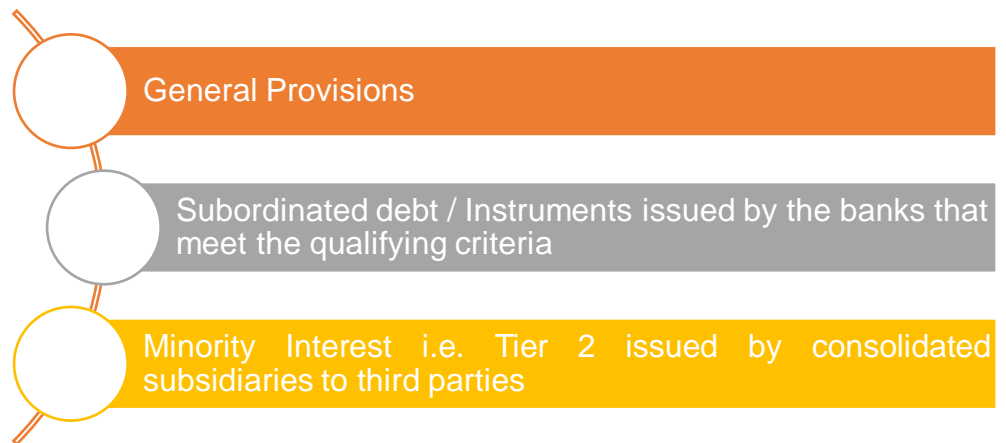 General Provisions
Subordinated debt / Instruments issued by the banks that
meet the qualifying criteria
Minority Interest i.e. Tier 2 issued by consolidated
subsidiaries to third parties